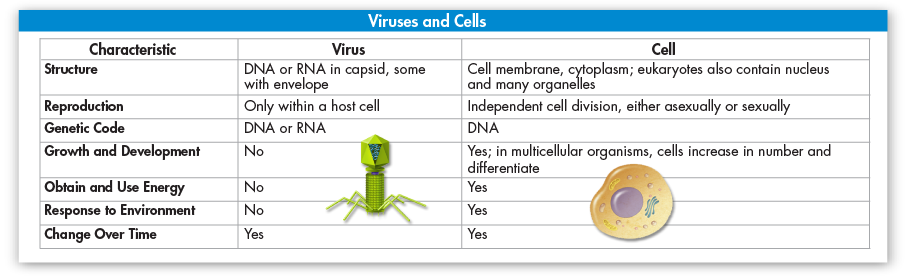 Viruses and Cells
Characteristic Virus Cell
Structure DNA or RNA in capsid, some Cell membrane, cytoplasm; eukaryotes also contain nucleus
with envelope and many organelles
Reproduction Only within a host cell Independent cell division, either asexually or sexually
Genetic Code DNA or RNA DNA
Growth and Development No Yes; in multicellular organisms, cells increase in number and
differentiate
Obtain and Use Energy No Yes
Response to Environment No Yes
Change Over Time Yes Yes